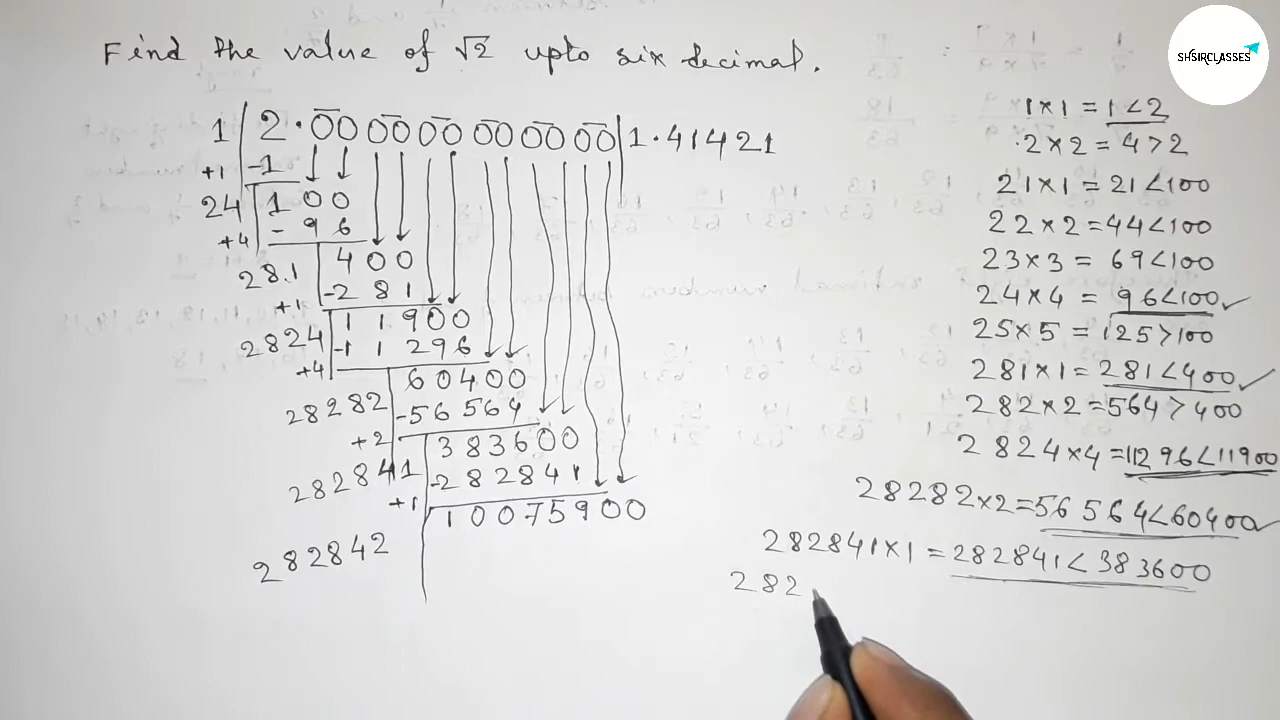 Find the value of √2 upto six decimal.
SHSIRCLASSES
1 2.00 00 00 00 00 00 1.41421
+1 -1
24 100
+4 -96
281 400
+1 -281
2824 11900
+4 -11296
28282 60400
+2 -56564
282841 383600
+1 -282841
282842 10075900
1×1 = 1<2
2×2 = 4>2
21×1 = 21<100
22×2=44<100
23×3 = 69<100
24×4 = 96<100✓
25×5 = 125>100
281×1=281<400✓
282×2=564>400
2824×4=11296<11900
28282×2=56564<60400✓
282841×1=282841<383600
282